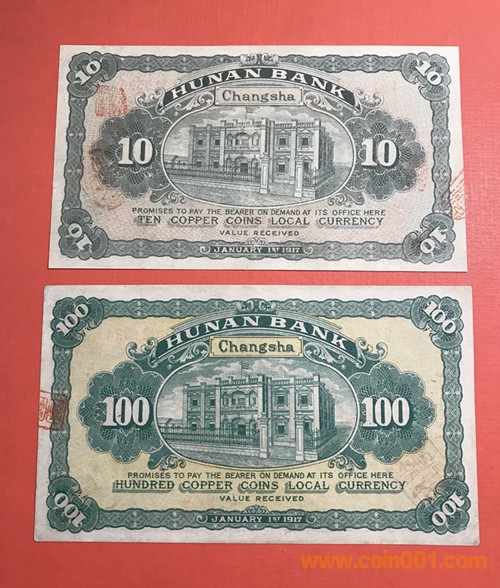 10 10
HUNAN BANK
Changsha
10 10
PROMISES TO PAY THE BEARER ON DEMAND AT ITS OFFICE HERE
TEN COPPER COINS LOCAL CURRENCY
VALUE RECEIVED
10 10
JANUARY 1ST 1917
100 100
HUNAN BANK
Changsha
100 100
PROMISES TO PAY THE BEARER ON DEMAND AT ITS OFFICE HERE
HUNDRED COPPER COINS LOCAL CURRENCY
VALUE RECEIVED
100 100
JANUARY 1ST 1917
www.coin001.com